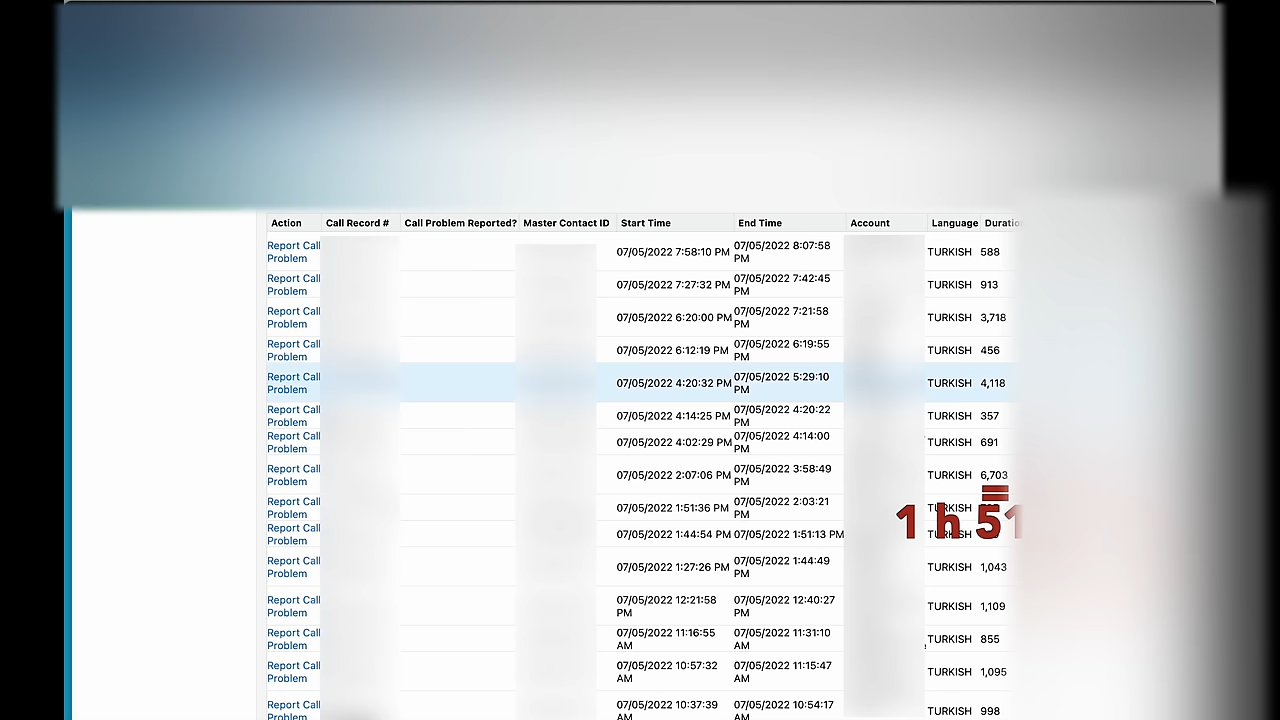 Action Call Record # Call Problem Reported? Master Contact ID Start Time End Time Account Language Duratio
Report Call Problem 07/05/2022 7:58:10 PM 07/05/2022 8:07:58 PM TURKISH 588
Report Call Problem 07/05/2022 7:27:32 PM 07/05/2022 7:42:45 PM TURKISH 913
Report Call Problem 07/05/2022 6:20:00 PM 07/05/2022 7:21:58 PM TURKISH 3,718
Report Call Problem 07/05/2022 6:12:19 PM 07/05/2022 6:19:55 PM TURKISH 456
Report Call Problem 07/05/2022 4:20:32 PM 07/05/2022 5:29:10 PM TURKISH 4,118
Report Call Problem 07/05/2022 4:14:25 PM 07/05/2022 4:20:22 PM TURKISH 357
Report Call Problem 07/05/2022 4:02:29 PM 07/05/2022 4:14:00 PM TURKISH 691
Report Call Problem 07/05/2022 2:07:06 PM 07/05/2022 3:58:49 PM TURKISH 6,703
Report Call Problem 07/05/2022 1:51:36 PM 07/05/2022 2:03:21 PM TURKISH
1 h 51
Report Call Problem 07/05/2022 1:44:54 PM 07/05/2022 1:51:13 PM TURKISH
Report Call Problem 07/05/2022 1:27:26 PM 07/05/2022 1:44:49 PM TURKISH 1,043
Report Call Problem 07/05/2022 12:21:58 PM 07/05/2022 12:40:27 PM TURKISH 1,109
Report Call Problem 07/05/2022 11:16:55 AM 07/05/2022 11:31:10 AM TURKISH 855
Report Call Problem 07/05/2022 10:57:32 AM 07/05/2022 11:15:47 AM TURKISH 1,095
Report Call Problem 07/05/2022 10:37:39 AM 07/05/2022 10:54:17 AM TURKISH 998